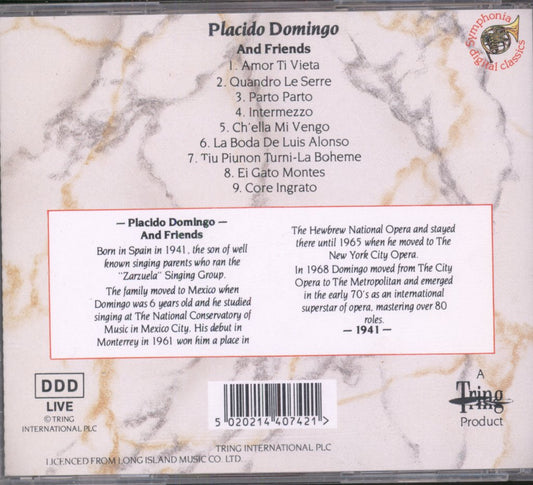 Placido Domingo
And Friends
1. Amor Ti Vieta
2. Quandro Le Serre
3. Parto Parto
4. Intermezzo
5. Ch'ella Mi Vengo
6. La Boda De Luis Alonso
7. Tiu Piunon Turni-La Boheme
8. Ei Gato Montes
9. Core Ingrato
Symphonia
digital classics
— Placido Domingo —
And Friends
Born in Spain in 1941, the son of well
known singing parents who ran the
"Zarzuela" Singing Group.
The family moved to Mexico when
Domingo was 6 years old and he studied
singing at The National Conservatory of
Music in Mexico City. His debut in
Monterrey in 1961 won him a place in
The Hewbrew National Opera and stayed
there until 1965 when he moved to The
New York City Opera.
In 1968 Domingo moved from The City
Opera to The Metropolitan and emerged
in the early 70's as an international
superstar of opera, mastering over 80
roles.
— 1941 —
DDD
LIVE
© TRING
INTERNATIONAL PLC
5 020214 407421 >
A
Tring
Product
TRING INTERNATIONAL PLC
LICENCED FROM LONG ISLAND MUSIC CO. LTD.